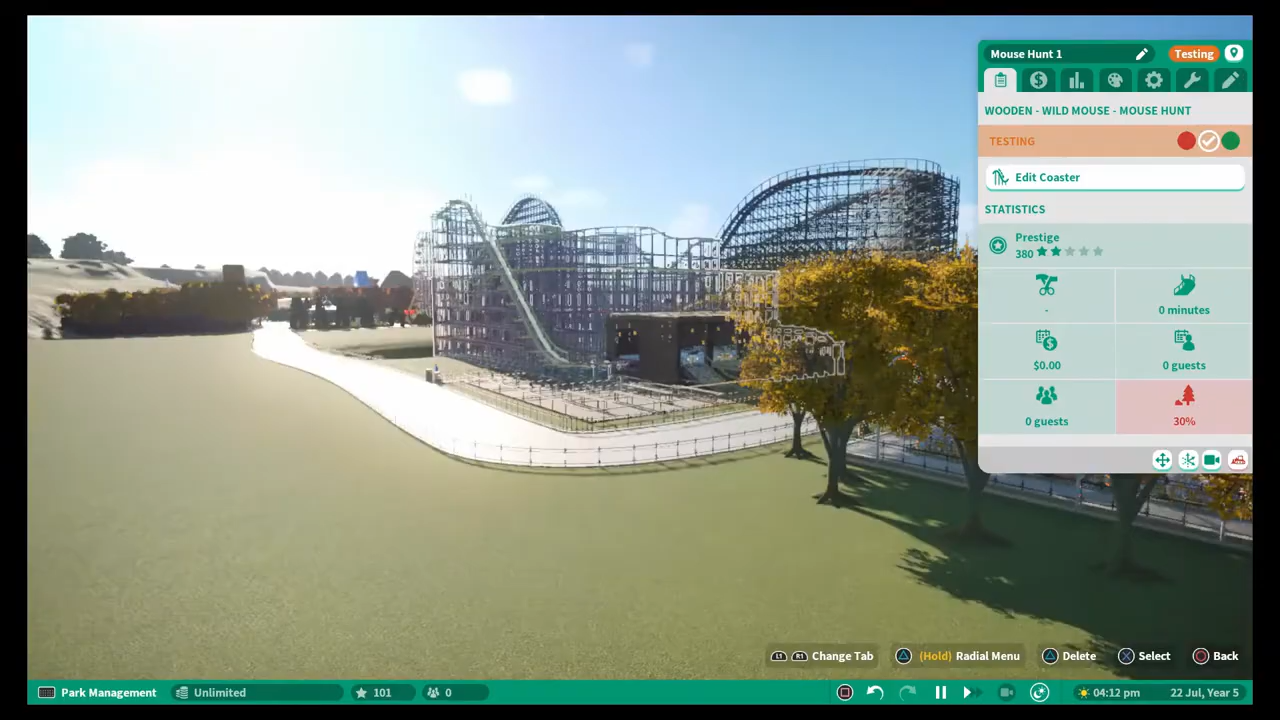 Mouse Hunt 1
Testing
WOODEN - WILD MOUSE - MOUSE HUNT
TESTING
Edit Coaster
STATISTICS
Prestige
380
-
0 minutes
$0.00
0 guests
0 guests
30%
L1 R1 Change Tab
(Hold) Radial Menu
Delete
Select
Back
Park Management
Unlimited
101
0
04:12 pm
22 Jul, Year 5